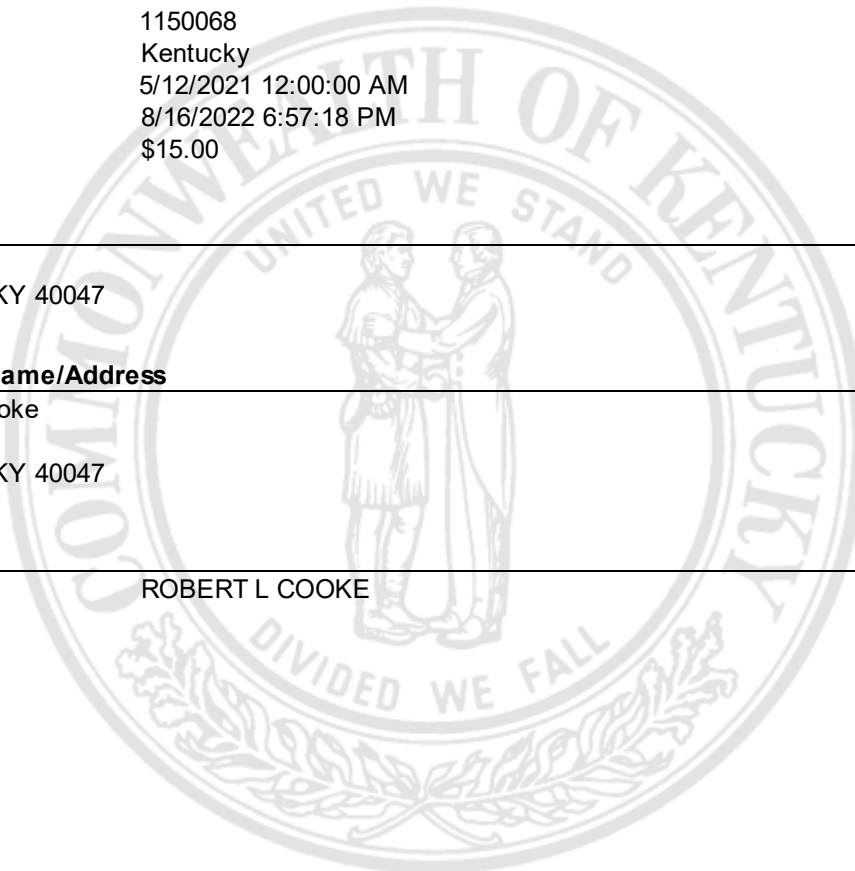 1150068
Kentucky
5/12/2021 12:00:00 AM
8/16/2022 6:57:18 PM
$15.00
COMMONWEALTH OF KENTUCKY
UNITED WE STAND
KY 40047
ame/Address
oke
KY 40047
ROBERT L COOKE
DIVIDED WE FALL